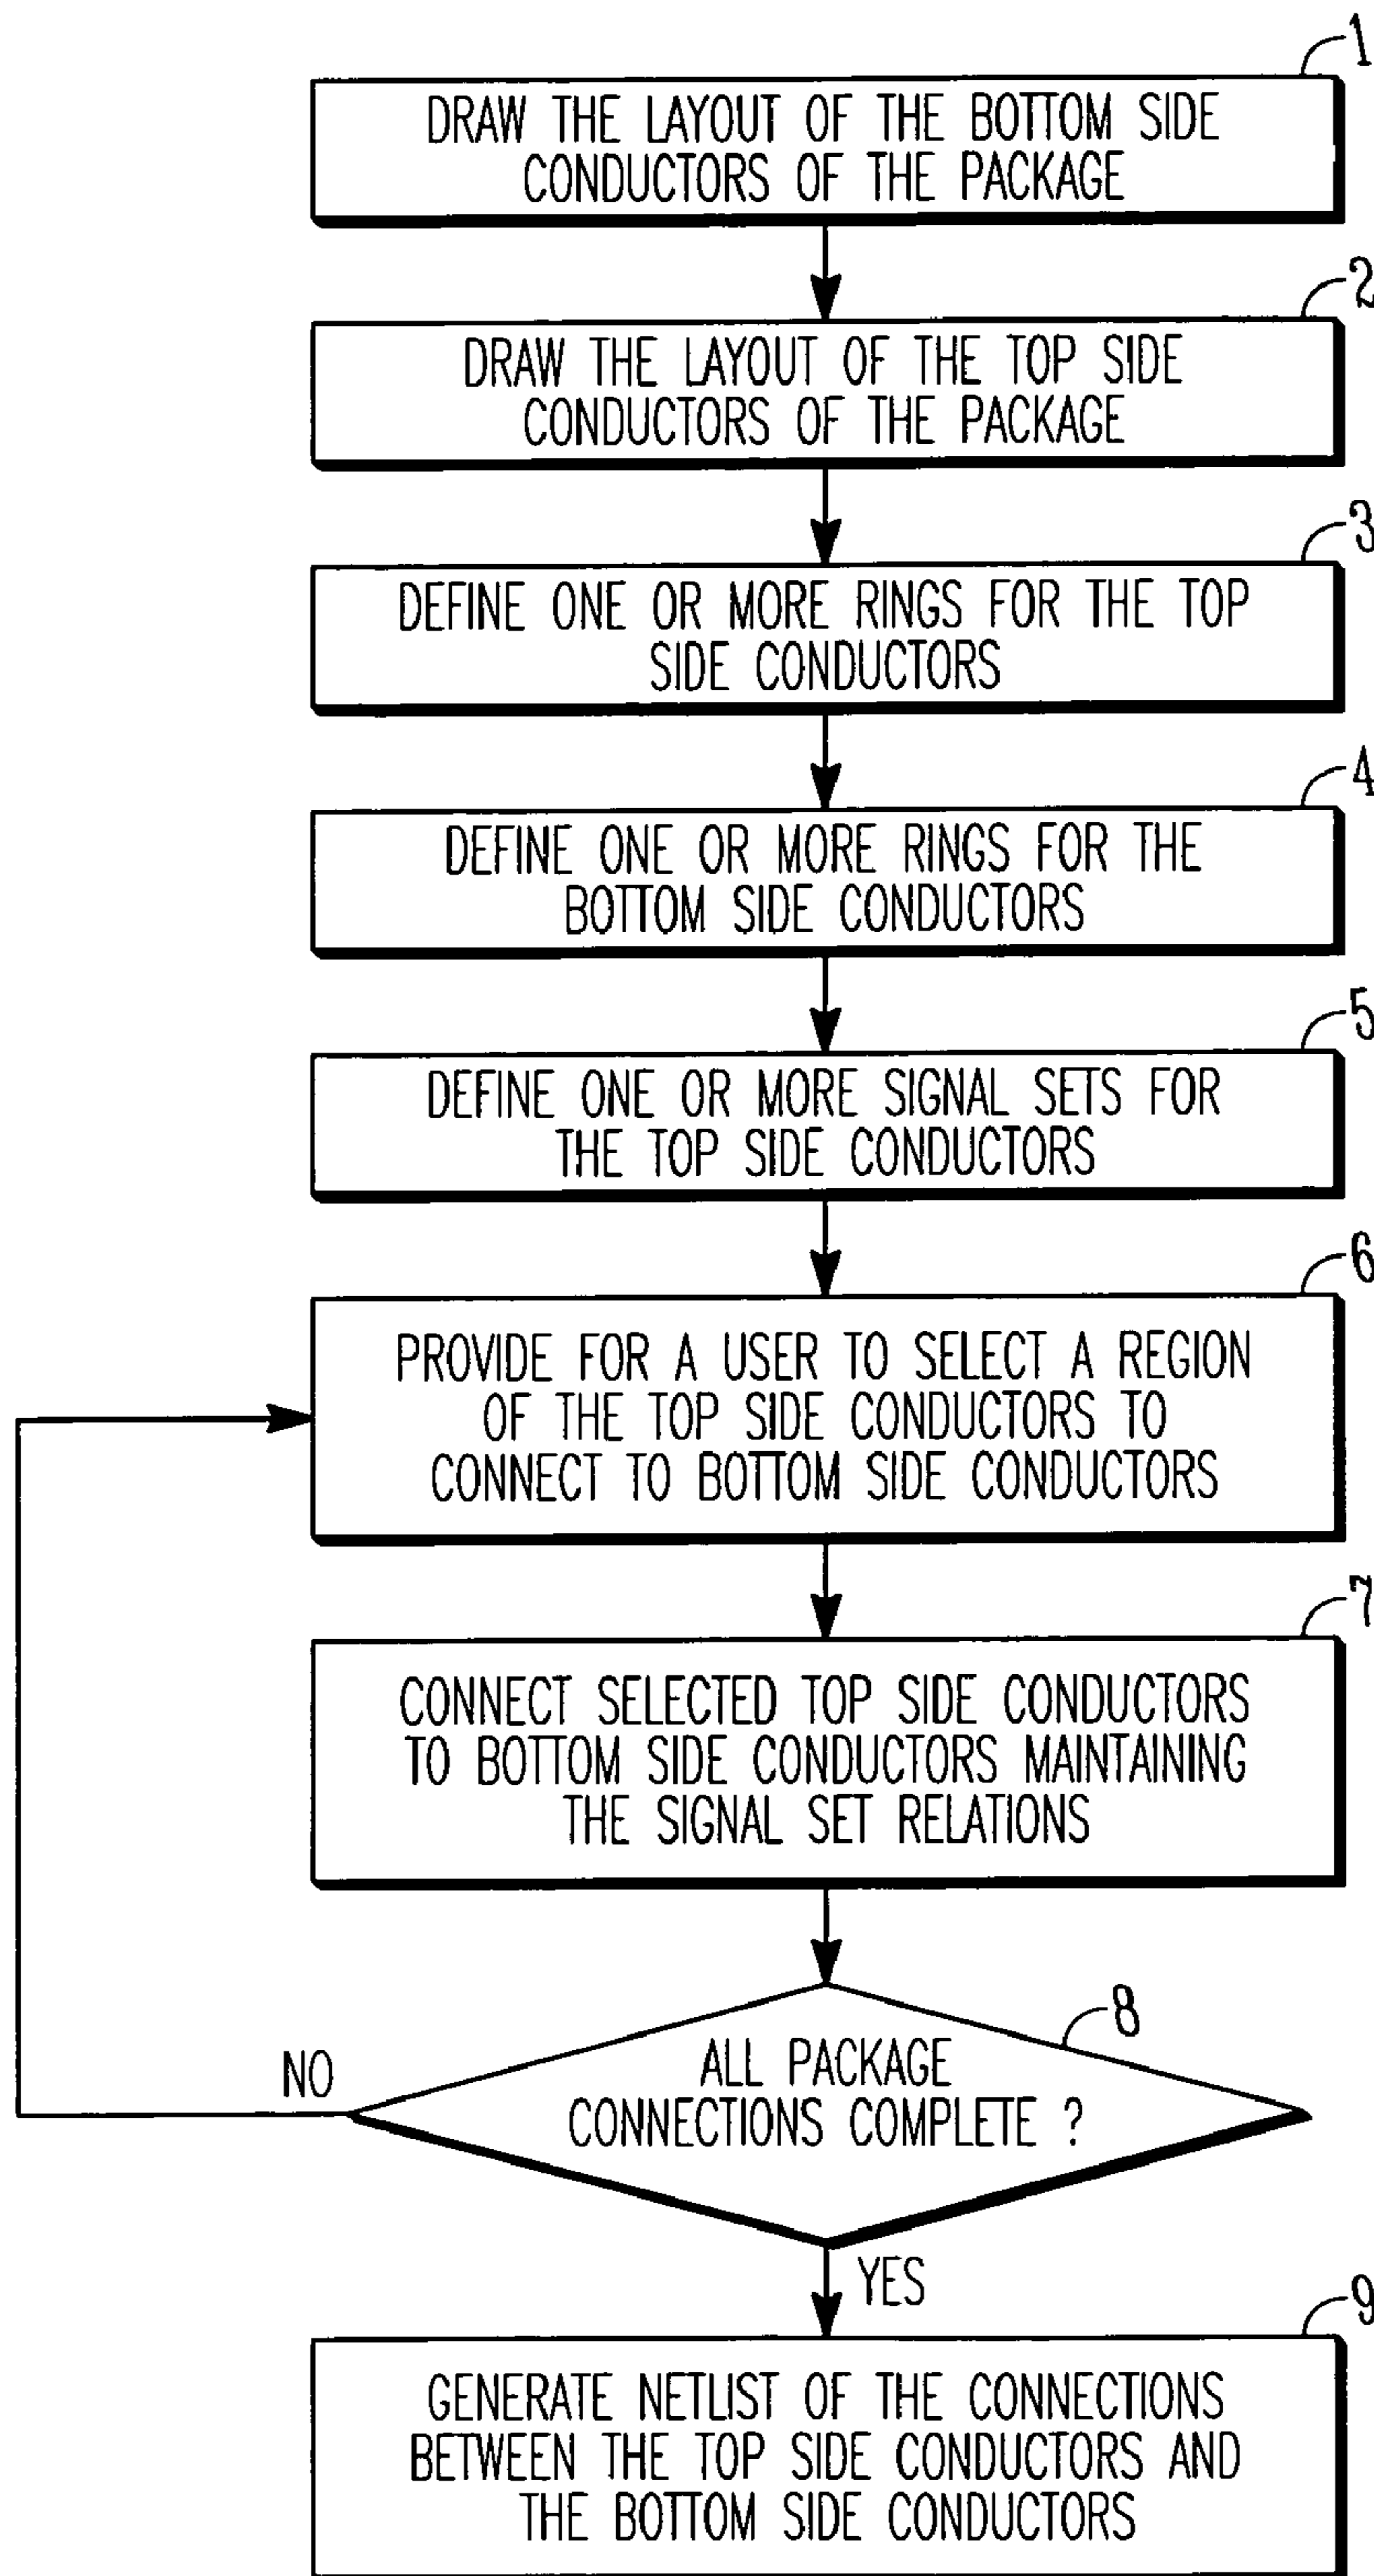 1
DRAW THE LAYOUT OF THE BOTTOM SIDE
CONDUCTORS OF THE PACKAGE
2
DRAW THE LAYOUT OF THE TOP SIDE
CONDUCTORS OF THE PACKAGE
3
DEFINE ONE OR MORE RINGS FOR THE TOP
SIDE CONDUCTORS
4
DEFINE ONE OR MORE RINGS FOR THE
BOTTOM SIDE CONDUCTORS
5
DEFINE ONE OR MORE SIGNAL SETS FOR
THE TOP SIDE CONDUCTORS
6
PROVIDE FOR A USER TO SELECT A REGION
OF THE TOP SIDE CONDUCTORS TO
CONNECT TO BOTTOM SIDE CONDUCTORS
7
CONNECT SELECTED TOP SIDE CONDUCTORS
TO BOTTOM SIDE CONDUCTORS MAINTAINING
THE SIGNAL SET RELATIONS
8
ALL PACKAGE
CONNECTIONS COMPLETE ?
NO
YES
9
GENERATE NETLIST OF THE CONNECTIONS
BETWEEN THE TOP SIDE CONDUCTORS AND
THE BOTTOM SIDE CONDUCTORS